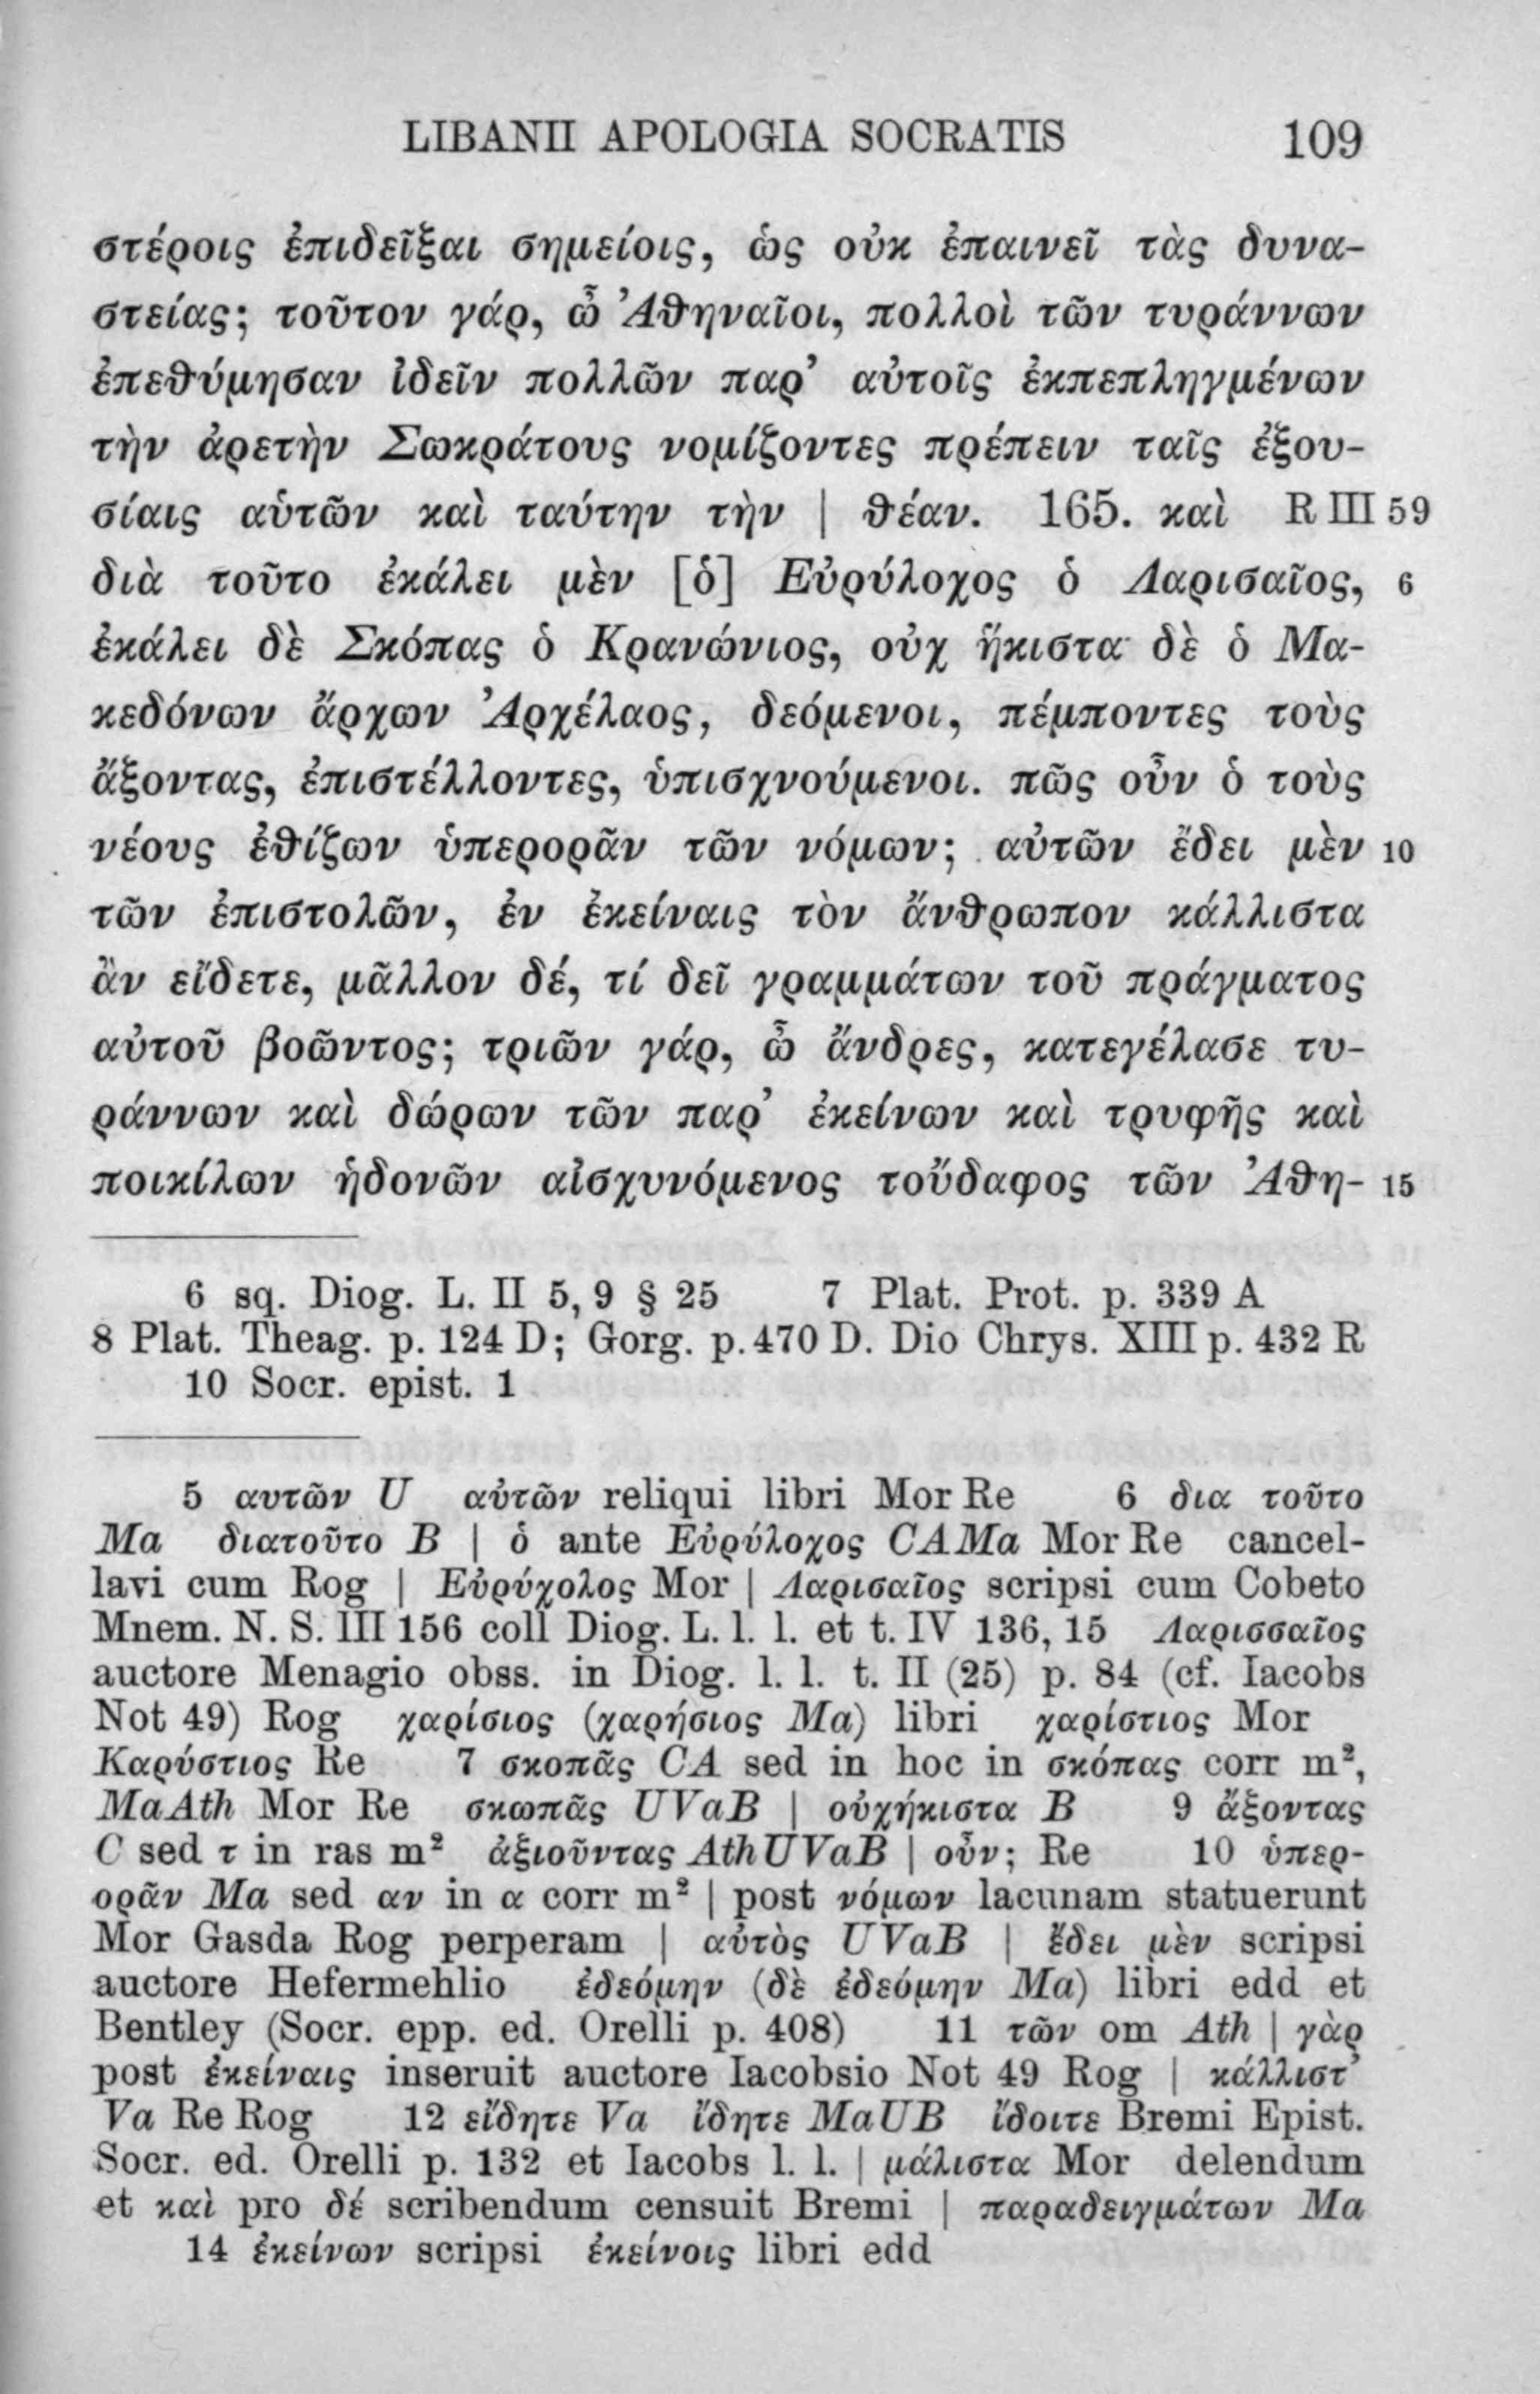 LIBANII APOLOGIA SOCRATIS 109
στέροις ἐπιδεῖξαι σημείοις, ὡς οὐκ ἐπαινεῖ τὰς δυνα-
στείας; τοῦτον γάρ, ὦ Ἀθηναῖοι, πολλοὶ τῶν τυράννων
ἐπεθύμησαν ἰδεῖν πολλῶν παρ’ αὐτοῖς ἐκπεπληγμένων
τὴν ἀρετὴν Σωκράτους νομίζοντες πρέπειν ταῖς ἐξου-
σίαις αὑτῶν καὶ ταύτην τὴν | θέαν. 165. καὶ R III 59
διὰ τοῦτο ἐκάλει μὲν [ὁ] Εὐρύλοχος ὁ Λαρισαῖος, 6
ἐκάλει δὲ Σκόπας ὁ Κρανώνιος, οὐχ ἥκιστα δὲ ὁ Μα-
κεδόνων ἄρχων Ἀρχέλαος, δεόμενοι, πέμποντες τοὺς
ἄξοντας, ἐπιστέλλοντες, ὑπισχνούμενοι. πῶς οὖν ὁ τοὺς
νέους ἐθίζων ὑπερορᾶν τῶν νόμων; αὐτῶν ἔδει μὲν 10
τῶν ἐπιστολῶν, ἐν ἐκείναις τὸν ἄνθρωπον κάλλιστα
ἂν εἴδετε, μᾶλλον δέ, τί δεῖ γραμμάτων τοῦ πράγματος
αὐτοῦ βοῶντος; τριῶν γάρ, ὦ ἄνδρες, κατεγέλασε τυ-
ράννων καὶ δώρων τῶν παρ’ ἐκείνων καὶ τρυφῆς καὶ
ποικίλων ἡδονῶν αἰσχυνόμενος τοὔδαφος τῶν Ἀθη- 15
6 sq. Diog. L. II 5, 9 § 25 7 Plat. Prot. p. 339 A
8 Plat. Theag. p. 124 D; Gorg. p. 470 D. Dio Chrys. XIII p. 432 R
10 Socr. epist. 1
5 αυτῶν U αὐτῶν reliqui libri Mor Re 6 δια τοῦτο
Ma διατοῦτο B | ὁ ante Εὐρύλοχος CAMa Mor Re cancel-
lavi cum Rog | Εὐρύχολος Mor | Λαρισαῖος scripsi cum Cobeto
Mnem. N. S. III 156 coll Diog. L. l. l. et t. IV 136, 15 Λαρισσαῖος
auctore Menagio obss. in Diog. l. l. t. II (25) p. 84 (cf. Iacobs
Not 49) Rog χαρίσιος (χαρήσιος Ma) libri χαρίστιος Mor
Καρύστιος Re 7 σκοπᾶς CA sed in hoc in σκόπας corr m²,
MaAth Mor Re σκωπᾶς UVaB | οὐχήκιστα B 9 ἄξοντας
C sed τ in ras m² ἀξιοῦντας AthUVaB | οὖν; Re 10 ὑπερ-
ορᾶν Ma sed αν in α corr m² | post νόμων lacunam statuerunt
Mor Gasda Rog perperam | αὐτὸς UVaB | ἔδει μὲν scripsi
auctore Hefermehlio ἐδεόμην (δὲ ἐδεόμην Ma) libri edd et
Bentley (Socr. epp. ed. Orelli p. 408) 11 τῶν om Ath | γὰρ
post ἐκείναις inseruit auctore Iacobsio Not 49 Rog | κάλλιστ’
Va Re Rog 12 εἴδητε Va ἴδητε MaUB ἴδοιτε Bremi Epist.
Socr. ed. Orelli p. 132 et Iacobs l. l. | μάλιστα Mor delendum
et καὶ pro δέ scribendum censuit Bremi | παραδειγμάτων Ma
14 ἐκείνων scripsi ἐκείνοις libri edd